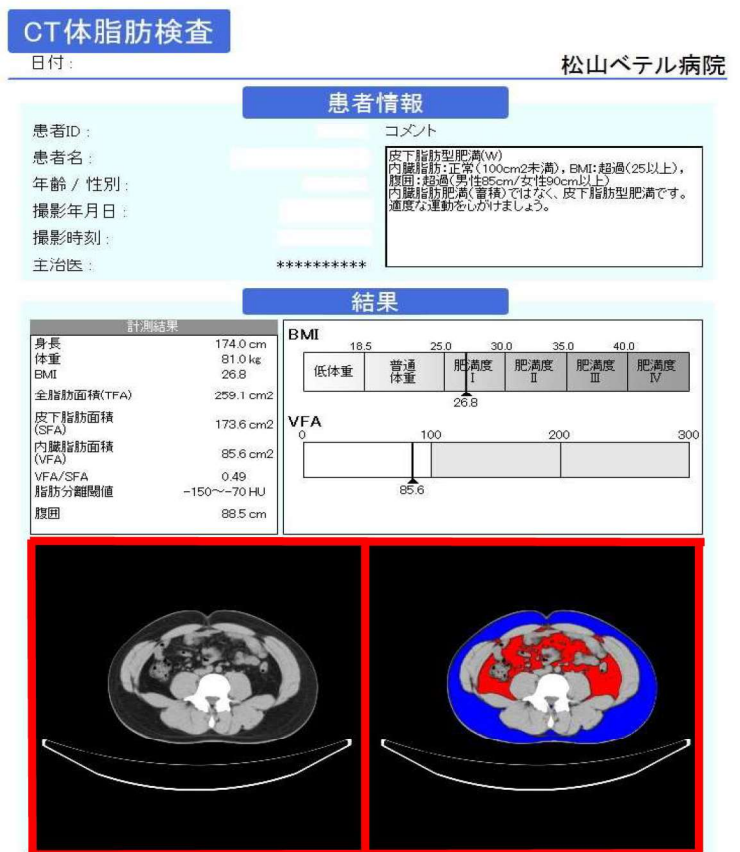 CT体脂肪検査
日付：
松山ベテル病院
患者情報
患者ID：
患者名：
年齢 / 性別：
撮影年月日：
撮影時刻：
主治医： **********
コメント
皮下脂肪型肥満(W)
内臓脂肪：正常(100cm2未満)，BMI：超過(25以上)，
腹囲：超過(男性85cm/女性90cm以上)
内臓脂肪肥満(蓄積)ではなく、皮下脂肪型肥満です。
適度な運動を心がけましょう。
結果
計測結果
身長 174.0 cm
体重 81.0 kg
BMI 26.8
全脂肪面積(TFA) 259.1 cm2
皮下脂肪面積
(SFA) 173.6 cm2
内臓脂肪面積
(VFA) 85.6 cm2
VFA/SFA 0.49
脂肪分離閾値 -150～-70 HU
腹囲 88.5 cm
BMI
18.5 25.0 30.0 35.0 40.0
低体重 普通体重 肥満度Ⅰ 肥満度Ⅱ 肥満度Ⅲ 肥満度Ⅳ
26.8
VFA
0 100 200 300
85.6